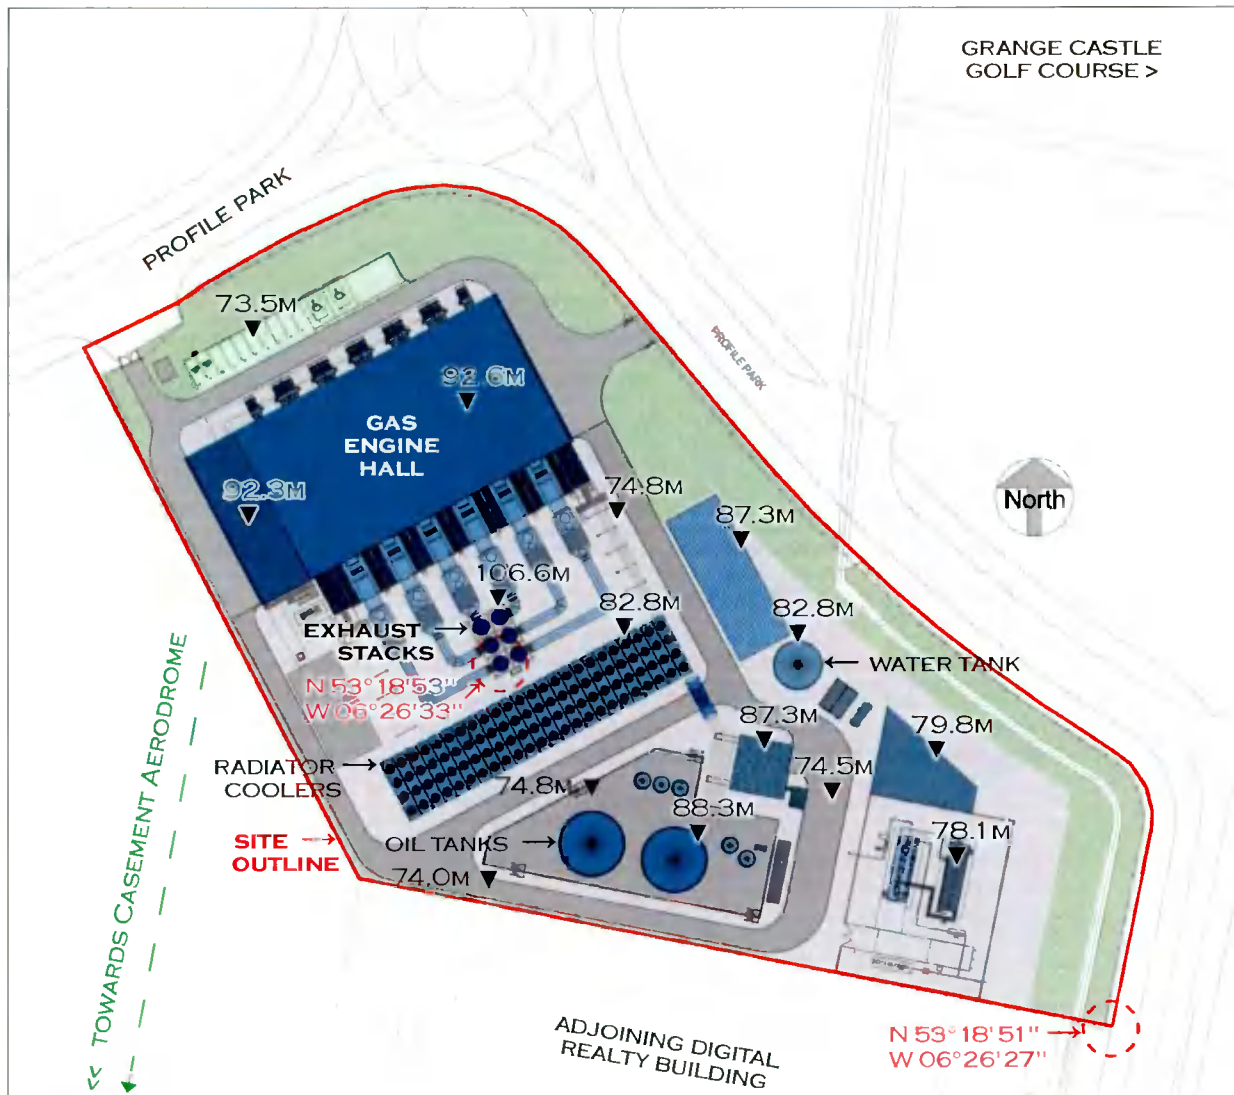 GRANGE CASTLE
GOLF COURSE >
PROFILE PARK
73.5M
PROFILE PARK
92.6M
GAS
ENGINE
HALL
92.3M
74.8M
87.3M
North
106.6M
82.8M
82.8M
EXHAUST
STACKS
WATER TANK
N 53° 18'53"
W 06° 26'33"
87.3M
79.8M
RADIATOR
COOLERS
74.8M
74.5M
88.3M
78.1M
SITE
OUTLINE
OIL TANKS
74.0M
<< TOWARDS CASEMENT AERODROME
ADJOINING DIGITAL
REALTY BUILDING
N 53° 18'51"
W 06° 26'27"